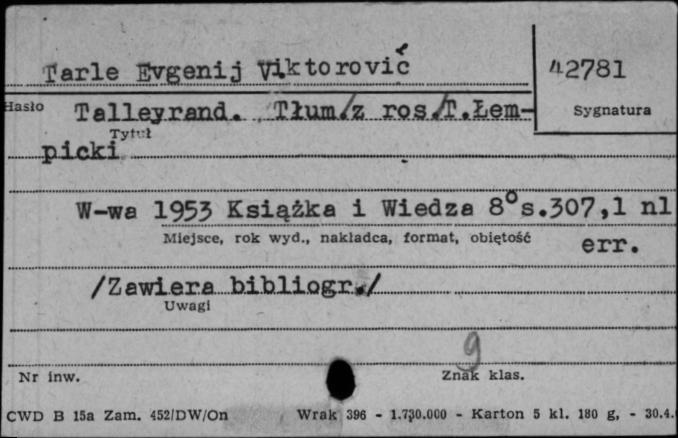 Tarle Evgenij Viktorović
42781
Hasło
Sygnatura
Talleyrand. Tłum/z ros./T.Łem-
Tytuł
picki
W-wa 1953 Książka i Wiedza 8° s.307,1 nl
Miejsce, rok wyd., nakładca, format, objętość
err.
/Zawiera bibliogr./
Uwagi
9
Nr inw.
Znak klas.
CWD B 15a Zam. 452/DW/On Wrak 396 - 1.730.000 - Karton 5 kl. 180 g, - 30.4.